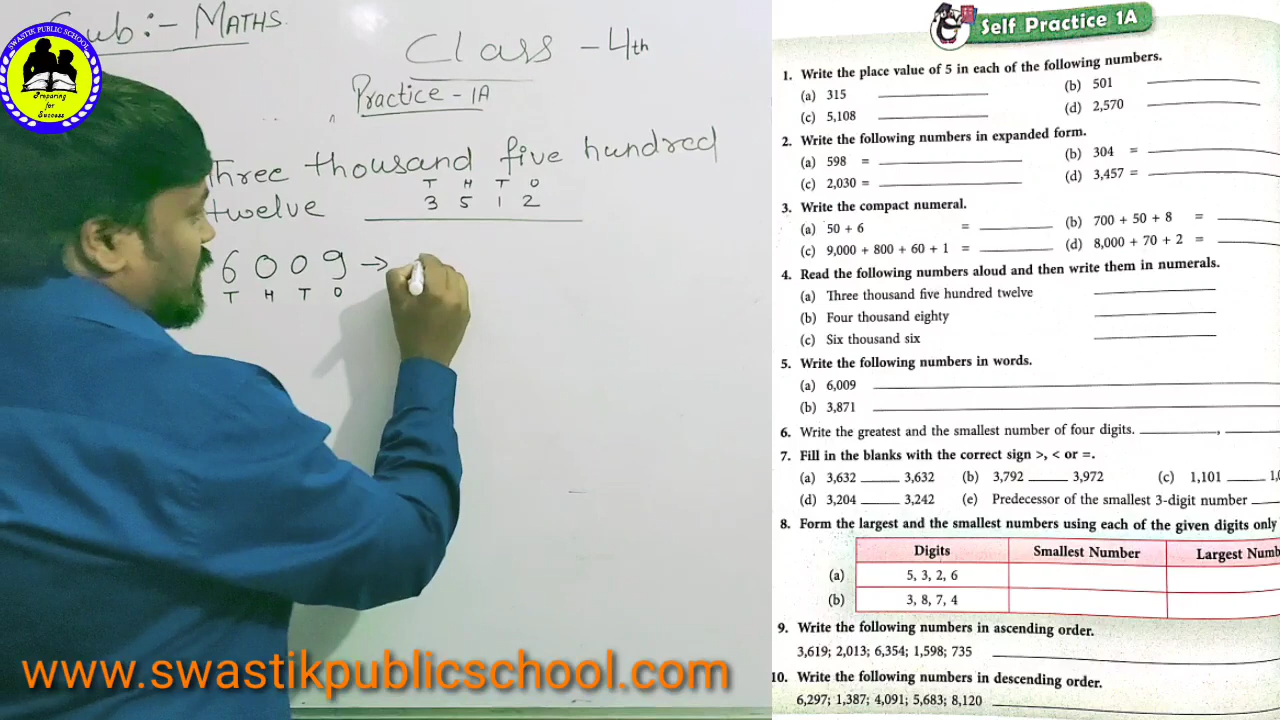 Sub:- MATHS
SWASTIK PUBLIC SCHOOL
Preparing
for
Success
Class - 4th
Practice - 1A
Three thousand five hundred
T H T O
twelve 3 5 1 2
6 0 0 9 →
T H T O
www.swastikpublicschool.com
Self Practice 1A
1. Write the place value of 5 in each of the following numbers.
(a) 315 (b) 501
(c) 5,108 (d) 2,570
2. Write the following numbers in expanded form.
(a) 598 = (b) 304 =
(c) 2,030 = (d) 3,457 =
3. Write the compact numeral.
(a) 50 + 6 = (b) 700 + 50 + 8 =
(c) 9,000 + 800 + 60 + 1 = (d) 8,000 + 70 + 2 =
4. Read the following numbers aloud and then write them in numerals.
(a) Three thousand five hundred twelve
(b) Four thousand eighty
(c) Six thousand six
5. Write the following numbers in words.
(a) 6,009
(b) 3,871
6. Write the greatest and the smallest number of four digits. ,
7. Fill in the blanks with the correct sign >, < or =.
(a) 3,632 ____ 3,632 (b) 3,792 ____ 3,972 (c) 1,101 ____
(d) 3,204 ____ 3,242 (e) Predecessor of the smallest 3-digit number
8. Form the largest and the smallest numbers using each of the given digits only
Digits Smallest Number Largest
(a) 5, 3, 2, 6
(b) 3, 8, 7, 4
9. Write the following numbers in ascending order.
3,619; 2,013; 6,354; 1,598; 735
10. Write the following numbers in descending order.
6,297; 1,387; 4,091; 5,683; 8,120